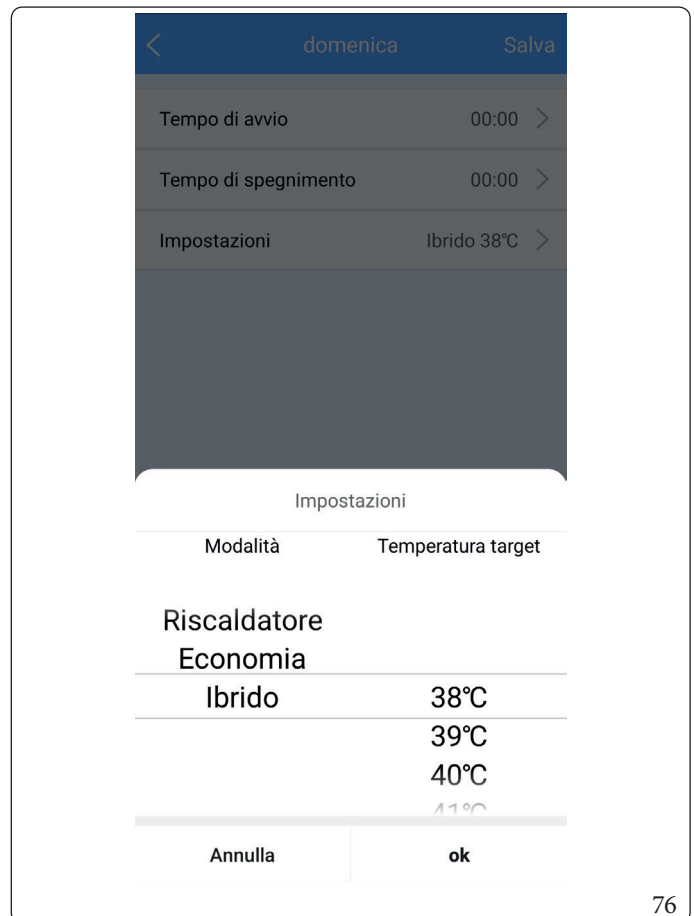 domenica Salva
Tempo di avvio 00:00
Tempo di spegnimento 00:00
Impostazioni Ibrido 38°C
Impostazioni
Modalità Temperatura target
Riscaldatore
Economia
Ibrido 38°C
39°C
40°C
41°C
Annulla ok
76